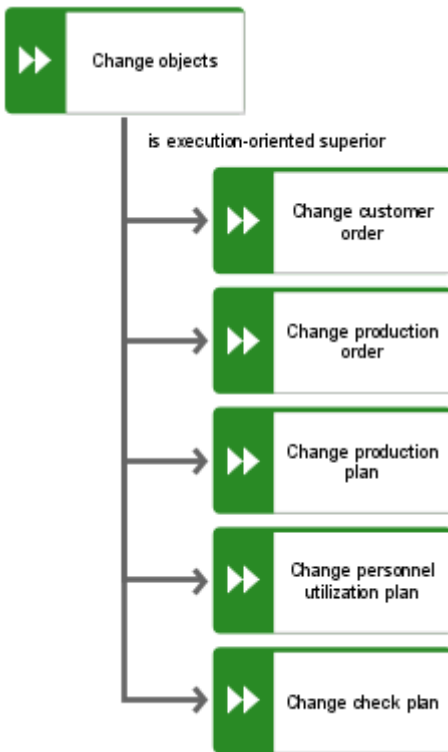 Change objects
is execution-oriented superior
Change customer
order
Change production
order
Change production
plan
Change personnel
utilization plan
Change check plan